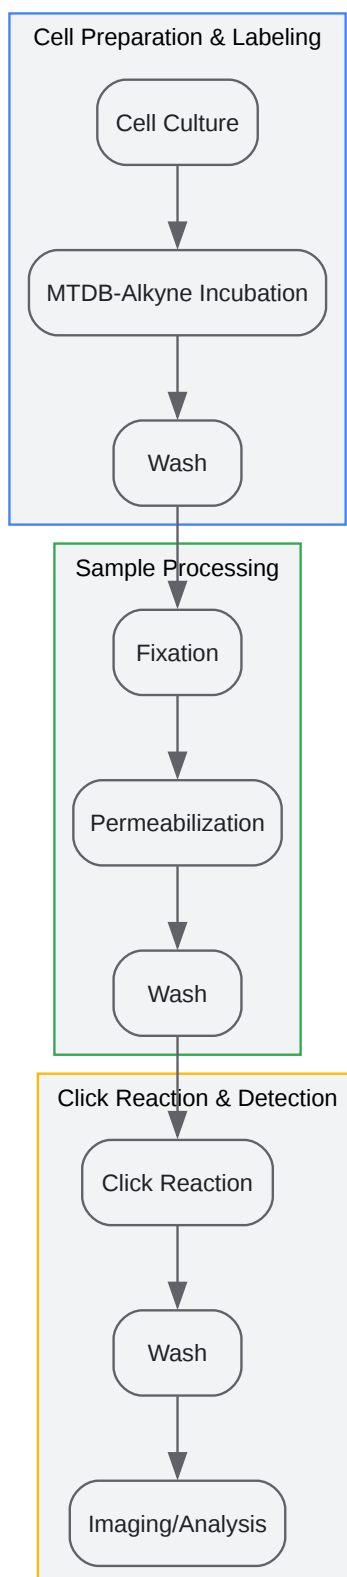 Cell Preparation & Labeling
Cell Culture
MTDB-Alkyne Incubation
Wash
Sample Processing
Fixation
Permeabilization
Wash
Click Reaction & Detection
Click Reaction
Wash
Imaging/Analysis